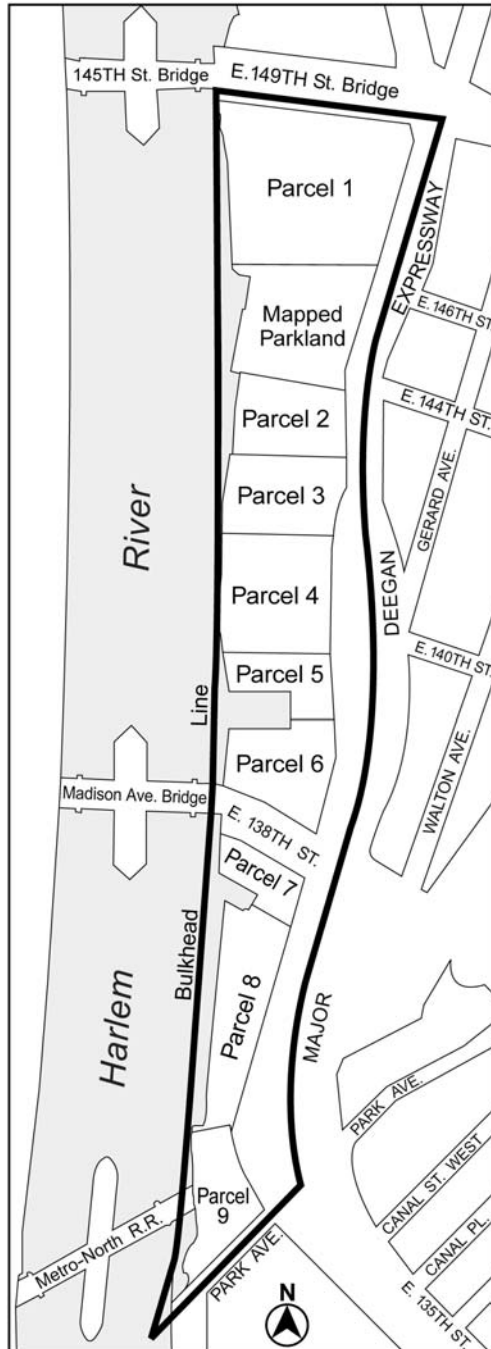 145TH St. Bridge
E.149TH St. Bridge
Parcel 1
EXPRESSWAY
E. 146TH ST.
Mapped
Parkland
E. 144TH ST.
Parcel 2
GERARD AVE.
Parcel 3
River
DEEGAN
Parcel 4
E. 140TH ST.
Parcel 5
Line
WALTON AVE.
Parcel 6
Madison Ave. Bridge
E. 138TH ST.
Parcel 7
Bulkhead
Parcel 8
Harlem
MAJOR
PARK AVE.
CANAL ST. WEST
Parcel
9
CANAL PL.
Metro-North R.R.
PARK AVE.
E. 135TH ST.
N